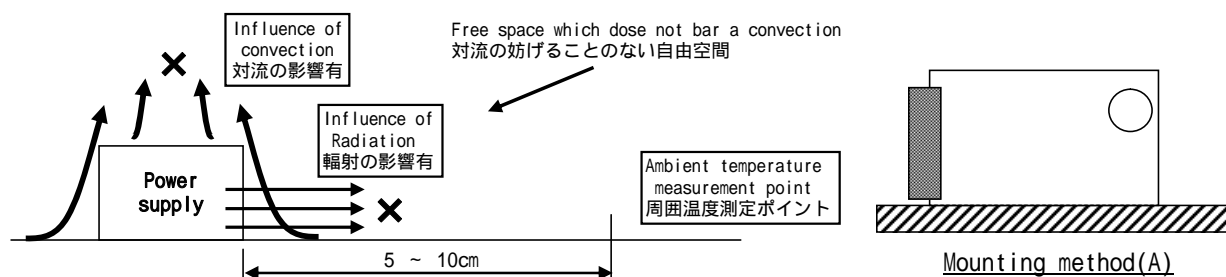 Influence of
convection
対流の影響有
Free space which dose not bar a convection
対流の妨げることのない自由空間
Influence of
Radiation
輻射の影響有
Power
supply
Ambient temperature
measurement point
周囲温度測定ポイント
5 ~ 10cm
Mounting method(A)